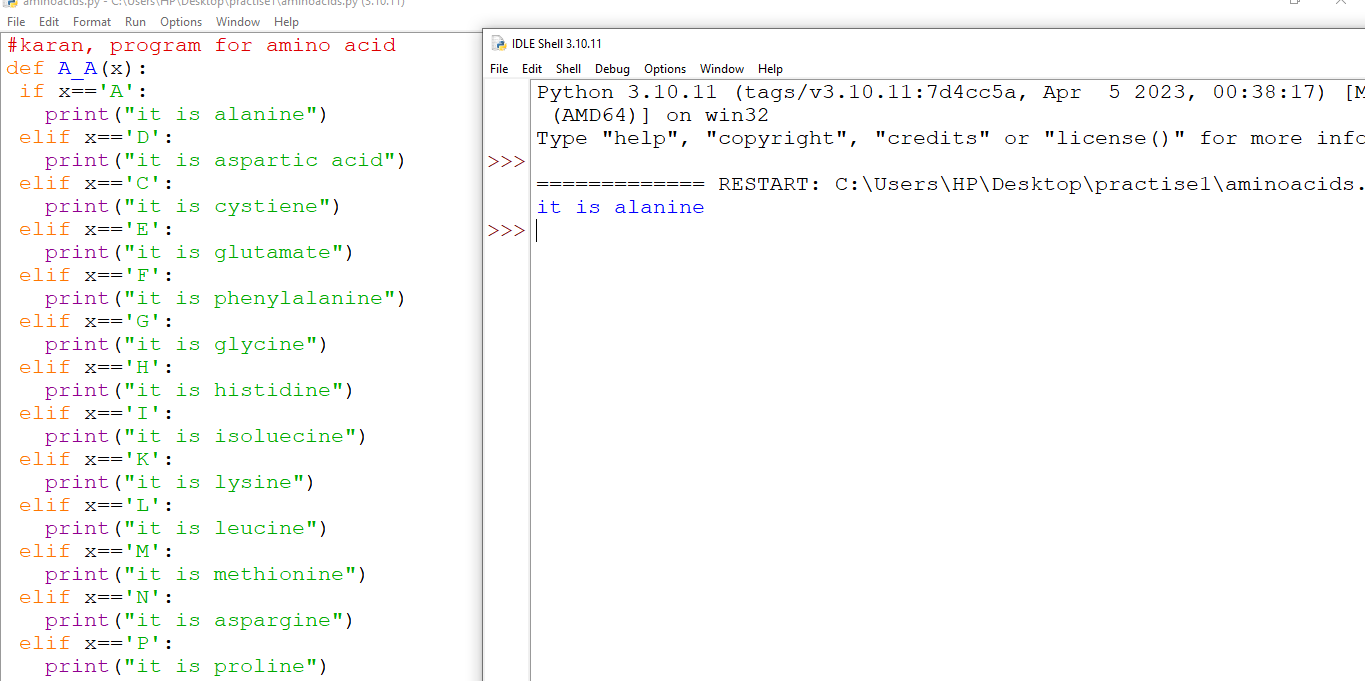 aminoacids.py - C:\Users\HP\Desktop\practise1\aminoacids.py (3.10.11)
File Edit Format Run Options Window Help
#karan, program for amino acid
def A_A(x):
if x=='A':
print("it is alanine")
elif x=='D':
print("it is aspartic acid")
elif x=='C':
print("it is cystiene")
elif x=='E':
print("it is glutamate")
elif x=='F':
print("it is phenylalanine")
elif x=='G':
print("it is glycine")
elif x=='H':
print("it is histidine")
elif x=='I':
print("it is isoluecine")
elif x=='K':
print("it is lysine")
elif x=='L':
print("it is leucine")
elif x=='M':
print("it is methionine")
elif x=='N':
print("it is aspargine")
elif x=='P':
print("it is proline")
IDLE Shell 3.10.11
File Edit Shell Debug Options Window Help
Python 3.10.11 (tags/v3.10.11:7d4cc5a, Apr 5 2023, 00:38:17) [M
(AMD64)] on win32
Type "help", "copyright", "credits" or "license()" for more info
>>>
============= RESTART: C:\Users\HP\Desktop\practise1\aminoacids.
it is alanine
>>>